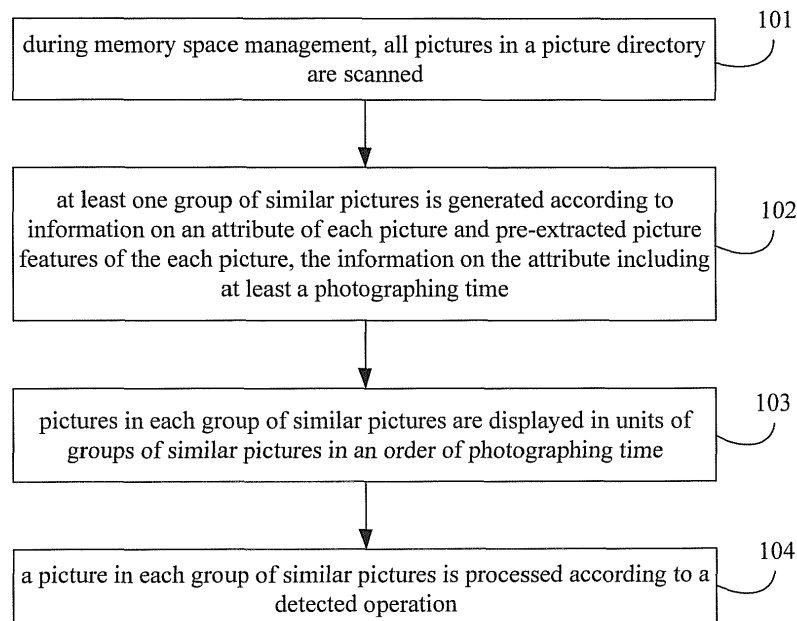 101
during memory space management, all pictures in a picture directory
are scanned
102
at least one group of similar pictures is generated according to
information on an attribute of each picture and pre-extracted picture
features of the each picture, the information on the attribute including
at least a photographing time
103
pictures in each group of similar pictures are displayed in units of
groups of similar pictures in an order of photographing time
104
a picture in each group of similar pictures is processed according to a
detected operation